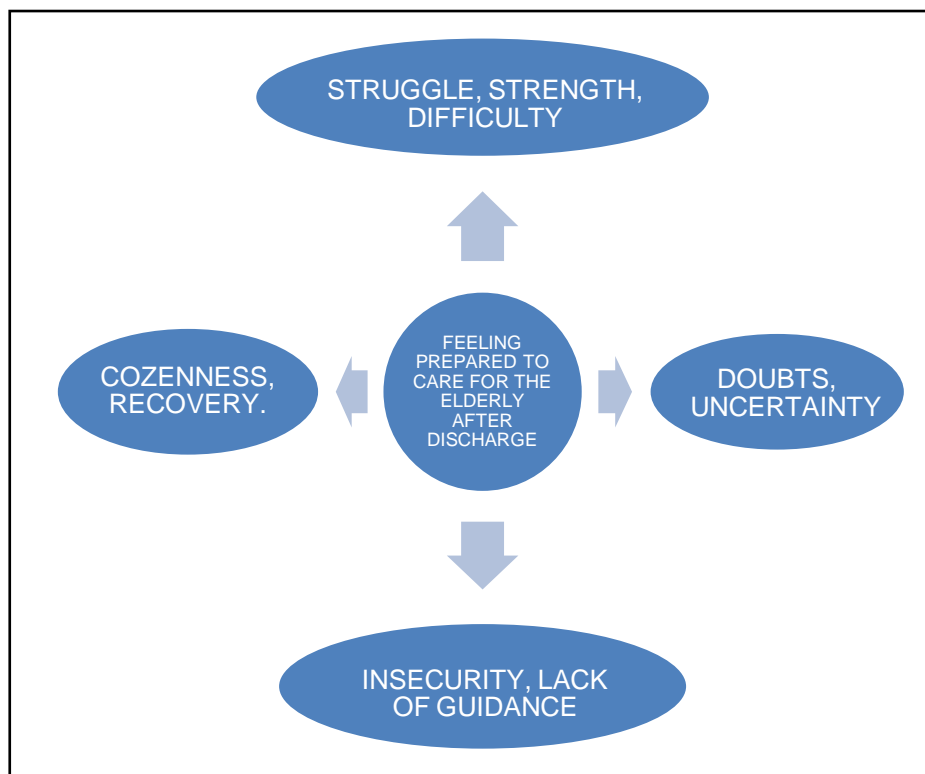 STRUGGLE, STRENGTH,
DIFFICULTY
COZENNESS,
RECOVERY.
FEELING
PREPARED TO
CARE FOR THE
ELDERLY
AFTER
DISCHARGE
DOUBTS,
UNCERTAINTY
INSECURITY, LACK
OF GUIDANCE